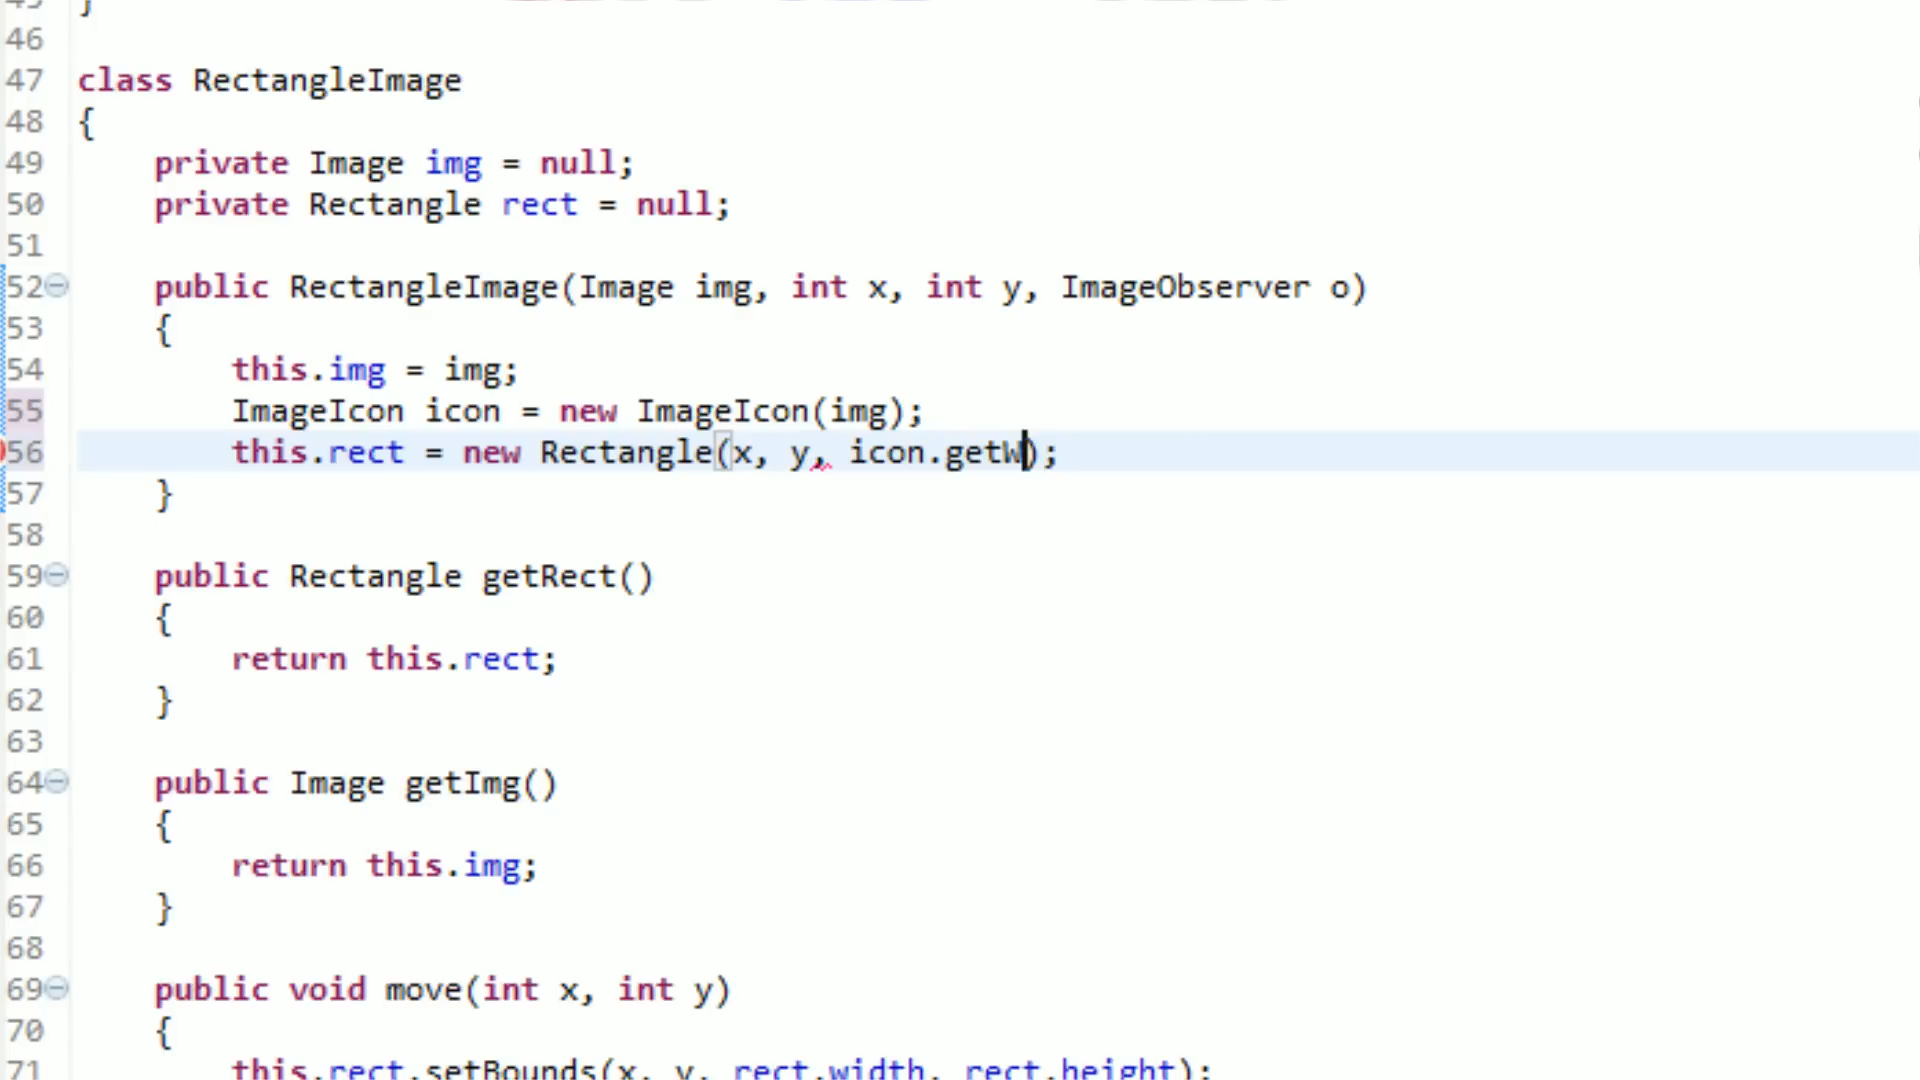 45 }
46
47 class RectangleImage
48 {
49 private Image img = null;
50 private Rectangle rect = null;
51
52 public RectangleImage(Image img, int x, int y, ImageObserver o)
53 {
54 this.img = img;
55 ImageIcon icon = new ImageIcon(img);
56 this.rect = new Rectangle(x, y, icon.getW);
57 }
58
59 public Rectangle getRect()
60 {
61 return this.rect;
62 }
63
64 public Image getImg()
65 {
66 return this.img;
67 }
68
69 public void move(int x, int y)
70 {
71 this.rect.setBounds(x, y, rect.width, rect.height);